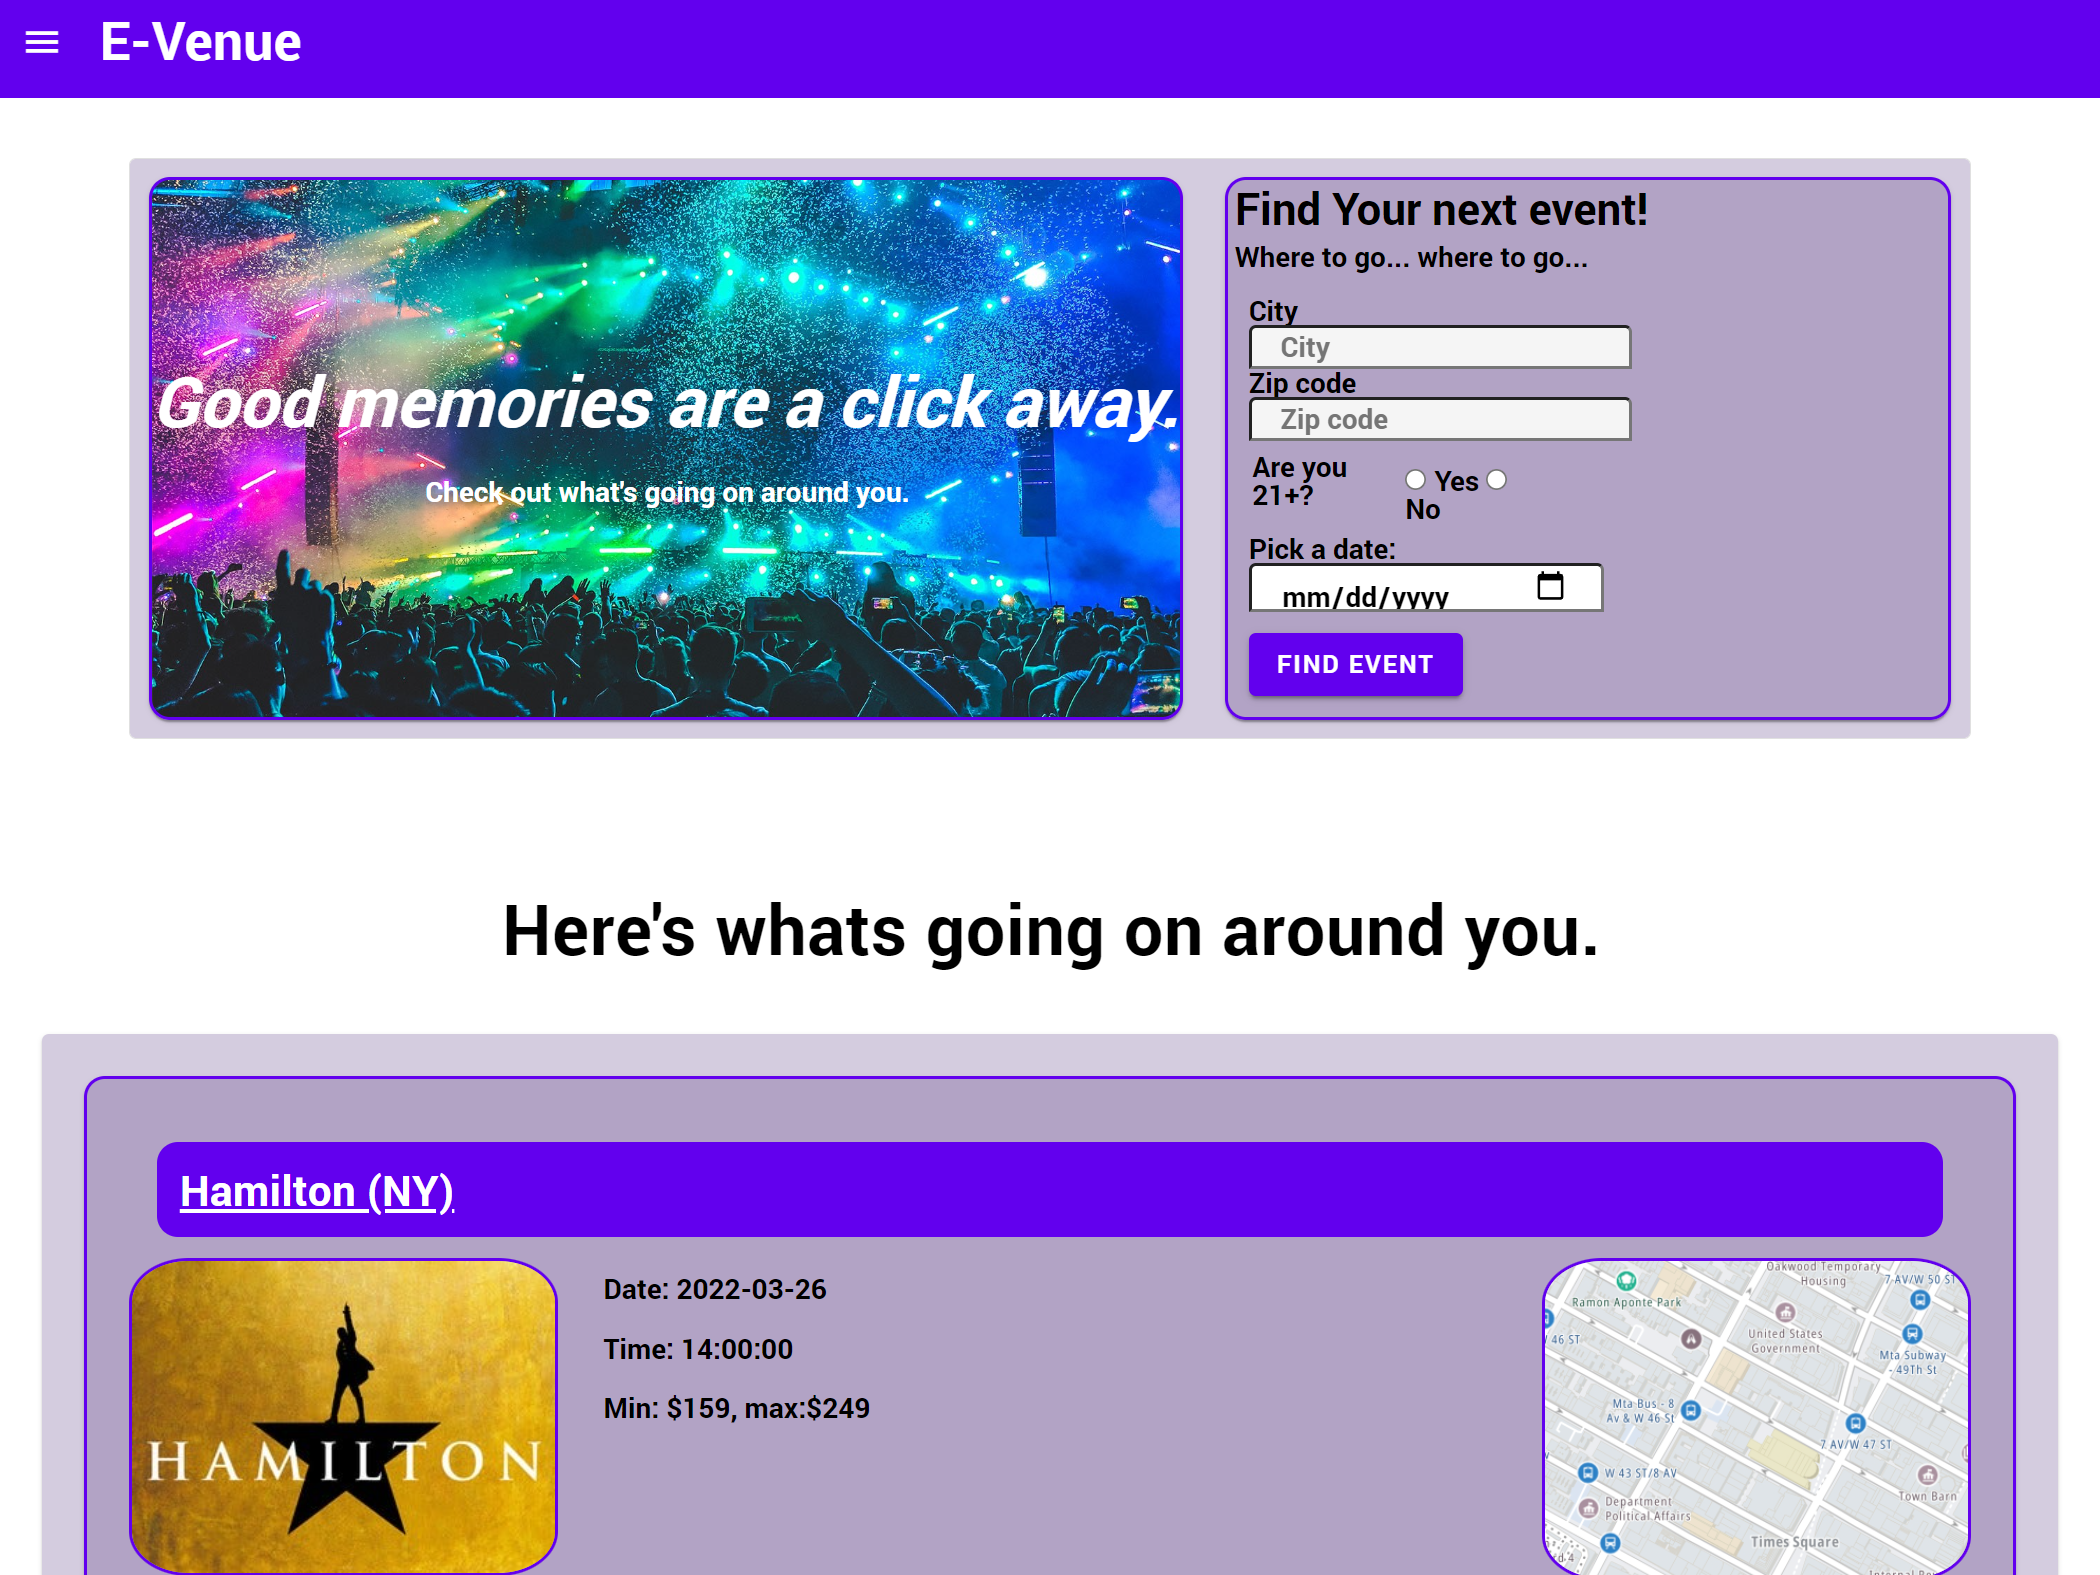 E-Venue
Good memories are a click away.
Check out what's going on around you.
Find Your next event!
Where to go... where to go...
City
City
Zip code
Zip code
Are you
21+?
Yes
No
Pick a date:
mm/dd/yyyy
FIND EVENT
Here's whats going on around you.
Hamilton (NY)
HAMILTON
Date: 2022-03-26
Time: 14:00:00
Min: $159, max:$249
Oakwood Temporary
Housing
7 AV/W 50 ST
Ramon Aponte Park
46 ST
United States
Government
Mta Subway
- 49Th St
Mta Bus - 8
Av & W 46 St
7 AV/W 47 ST
W 43 ST/8 AV
Town Barn
Department
Political Affairs
Times Square